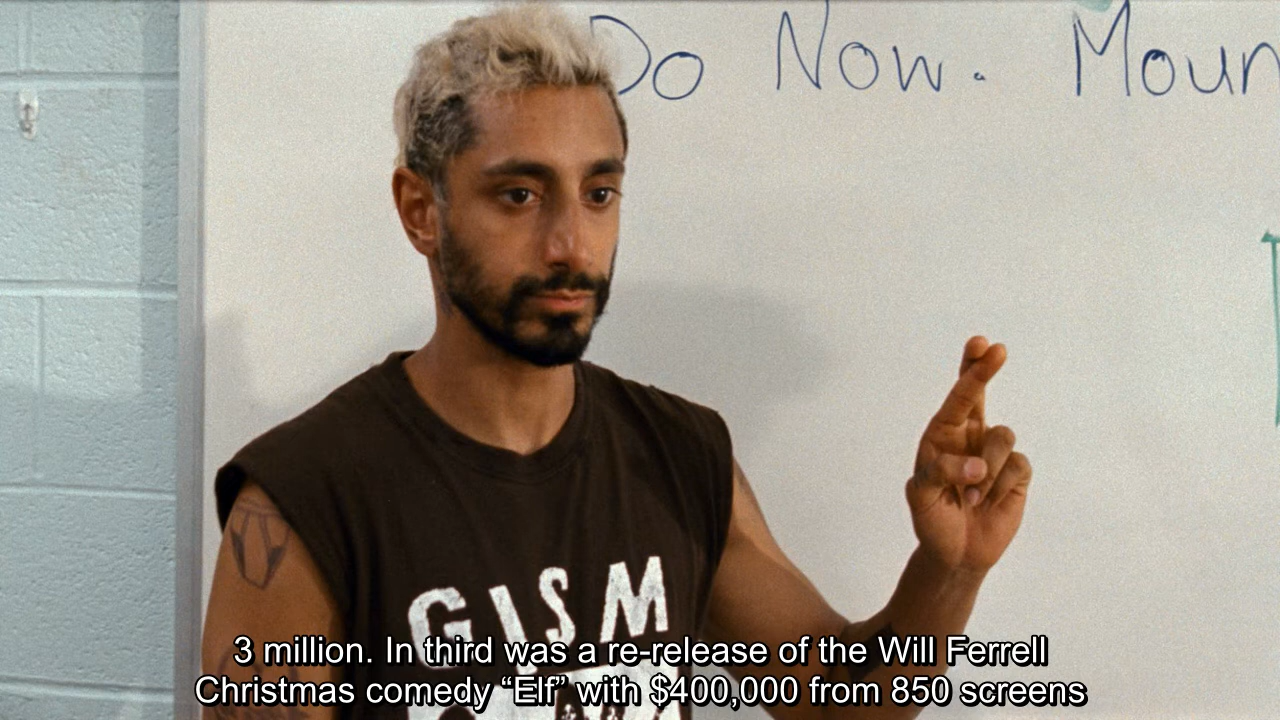 Do Now. Moun
GISM
3 million. In third was a re-release of the Will Ferrell
Christmas comedy “Elf” with $400,000 from 850 screens